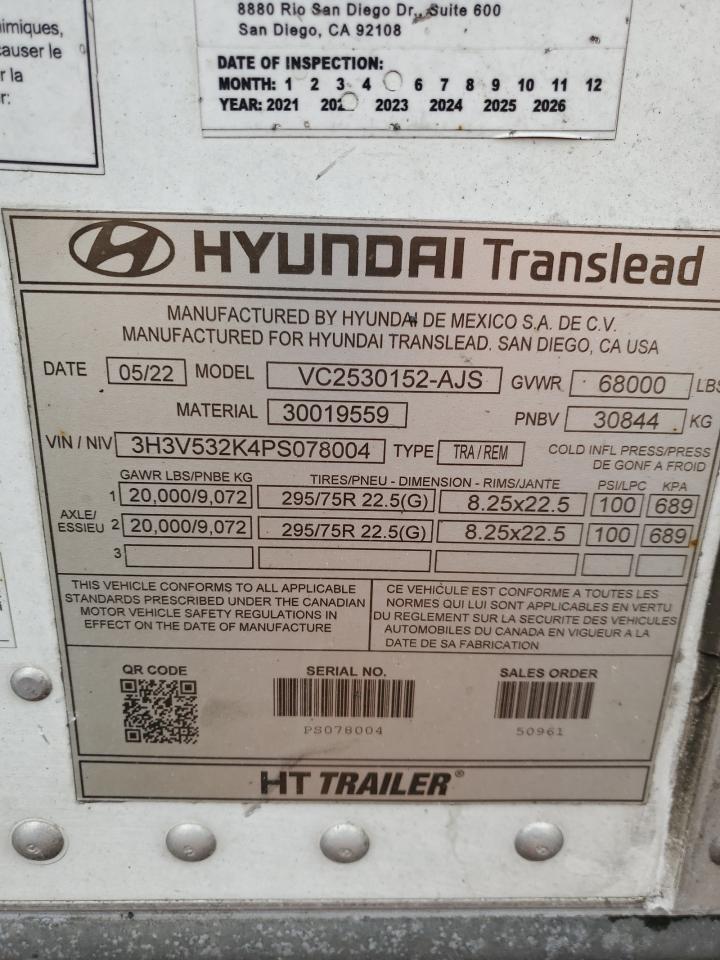 8880 Rio San Diego Dr., Suite 600
San Diego, CA 92108
imiques,
causer le
r la
r:
DATE OF INSPECTION:
MONTH: 1 2 3 4 6 7 8 9 10 11 12
YEAR: 2021 202 2023 2024 2025 2026
HYUNDAI Translead
MANUFACTURED BY HYUNDAI DE MEXICO S.A. DE C.V.
MANUFACTURED FOR HYUNDAI TRANSLEAD. SAN DIEGO, CA USA
DATE 05/22 MODEL VC2530152-AJS GVWR 68000 LBS
MATERIAL 30019559 PNBV 30844 KG
VIN / NIV 3H3V532K4PS078004 TYPE TRA / REM COLD INFL PRESS/PRESS
DE GONF A FROID
GAWR LBS/PNBE KG TIRES/PNEU - DIMENSION - RIMS/JANTE PSI/LPC KPA
1 20,000/9,072 295/75R 22.5(G) 8.25x22.5 100 689
AXLE/
ESSIEU 2 20,000/9,072 295/75R 22.5(G) 8.25x22.5 100 689
3
THIS VEHICLE CONFORMS TO ALL APPLICABLE
STANDARDS PRESCRIBED UNDER THE CANADIAN
MOTOR VEHICLE SAFETY REGULATIONS IN
EFFECT ON THE DATE OF MANUFACTURE
CE VEHICULE EST CONFORME A TOUTES LES
NORMES QUI LUI SONT APPLICABLES EN VERTU
DU REGLEMENT SUR LA SECURITE DES VEHICULES
AUTOMOBILES DU CANADA EN VIGUEUR A LA
DATE DE SA FABRICATION
QR CODE SERIAL NO. SALES ORDER
PS078004 50961
HT TRAILER®